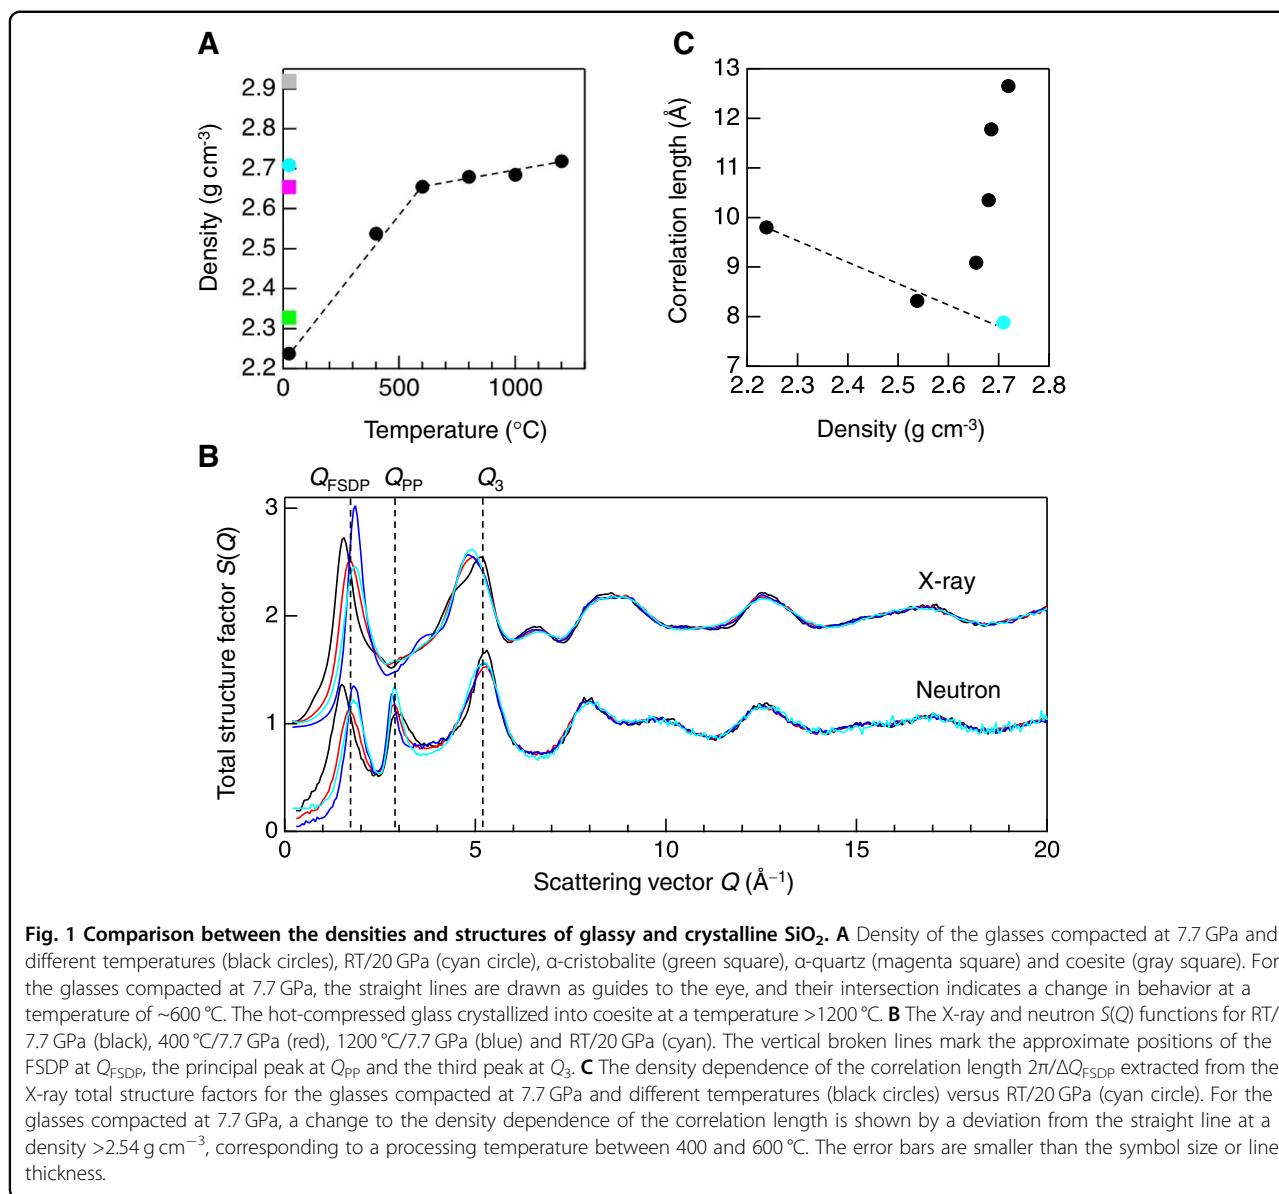 A
2.9
2.8
2.7
2.6
2.5
2.4
2.3
2.2
Density (g cm-3)
0
500
1000
Temperature (°C)
C
13
12
11
10
9
8
7
Correlation length (Å)
2.2
2.3
2.4
2.5
2.6
2.7
2.8
Density (g cm-3)
B
QFSDP
QPP
Q3
3
2
1
0
Total structure factor S(Q)
X-ray
Neutron
0
5
10
15
20
Scattering vector Q (Å−1)
Fig. 1 Comparison between the densities and structures of glassy and crystalline SiO2. A Density of the glasses compacted at 7.7 GPa and
different temperatures (black circles), RT/20 GPa (cyan circle), α-cristobalite (green square), α-quartz (magenta square) and coesite (gray square). For
the glasses compacted at 7.7 GPa, the straight lines are drawn as guides to the eye, and their intersection indicates a change in behavior at a
temperature of ~600 °C. The hot-compressed glass crystallized into coesite at a temperature >1200 °C. B The X-ray and neutron S(Q) functions for RT/
7.7 GPa (black), 400 °C/7.7 GPa (red), 1200 °C/7.7 GPa (blue) and RT/20 GPa (cyan). The vertical broken lines mark the approximate positions of the
FSDP at QFSDP, the principal peak at QPP and the third peak at Q3. C The density dependence of the correlation length 2π/ΔQFSDP extracted from the
X-ray total structure factors for the glasses compacted at 7.7 GPa and different temperatures (black circles) versus RT/20 GPa (cyan circle). For the
glasses compacted at 7.7 GPa, a change to the density dependence of the correlation length is shown by a deviation from the straight line at a
density >2.54 g cm−3, corresponding to a processing temperature between 400 and 600 °C. The error bars are smaller than the symbol size or line
thickness.